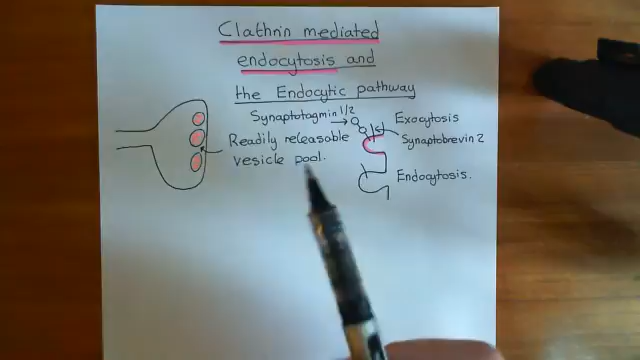 Clathrin mediated
endocytosis and
the Endocytic pathway
Synaptotagmin 1/2
Exocytosis
Synaptobrevin 2
Readily releasable
vesicle pool.
Endocytosis.